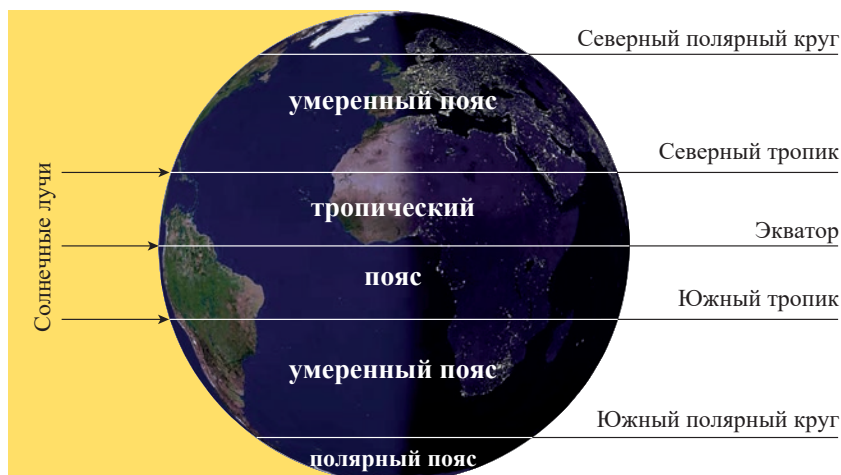 Северный полярный круг
умеренный пояс
Северный тропик
Солнечные лучи
тропический
Экватор
пояс
Южный тропик
умеренный пояс
Южный полярный круг
полярный пояс